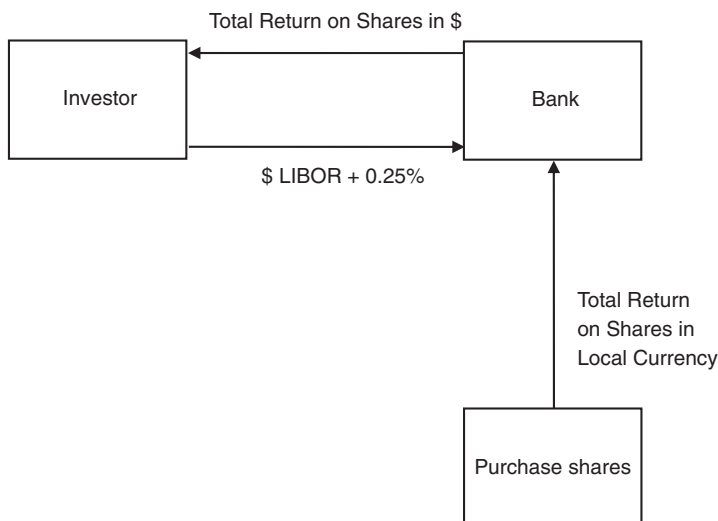 Total Return on Shares in $
Investor
Bank
$ LIBOR + 0.25%
Total Return
on Shares in
Local Currency
Purchase shares